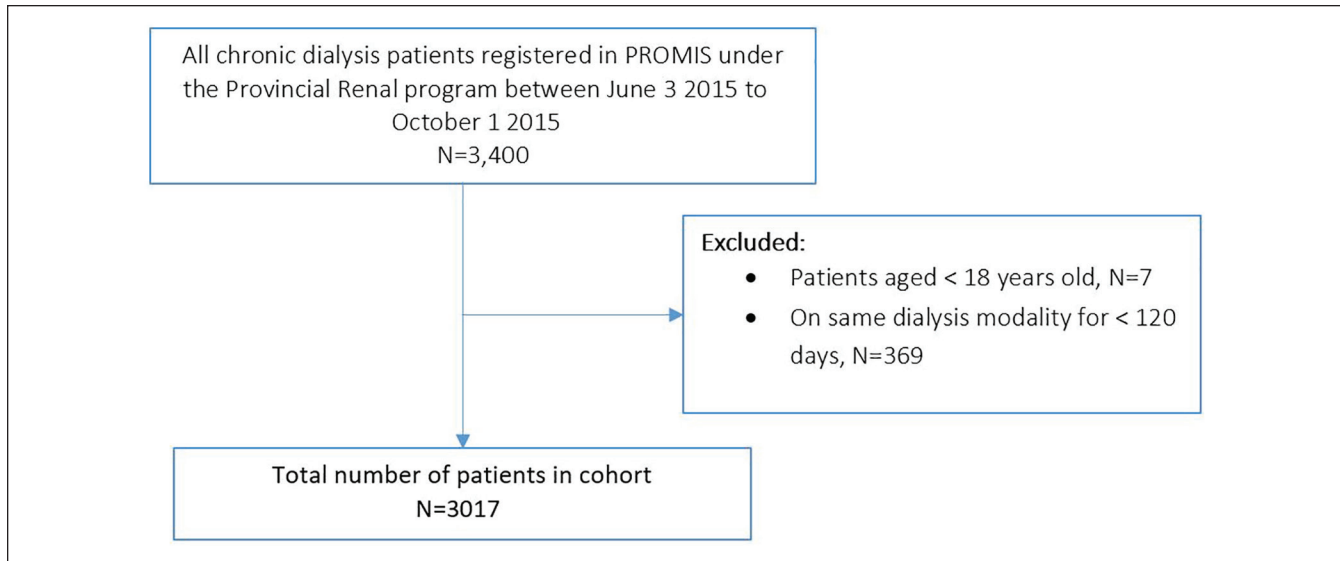 All chronic dialysis patients registered in PROMIS under
the Provincial Renal program between June 3 2015 to
October 1 2015
N=3,400
Excluded:
• Patients aged < 18 years old, N=7
• On same dialysis modality for < 120
days, N=369
Total number of patients in cohort
N=3017